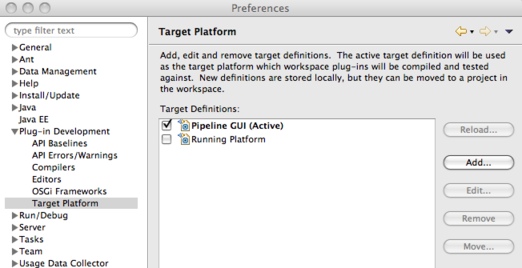 Preferences
type filter text
General
Ant
Data Management
Help
Install/Update
Java
Java EE
Plug-in Development
API Baselines
API Errors/Warnings
Compilers
Editors
OSGi Frameworks
Target Platform
Run/Debug
Server
Tasks
Team
Usage Data Collector
Target Platform
Add, edit and remove target definitions.  The active target definition will be used
as the target platform which workspace plug-ins will be compiled and tested
against.  New definitions are stored locally, but they can be moved to a project in
the workspace.
Target Definitions:
Pipeline GUI (Active)
Running Platform
Reload...
Add...
Edit...
Remove
Move...